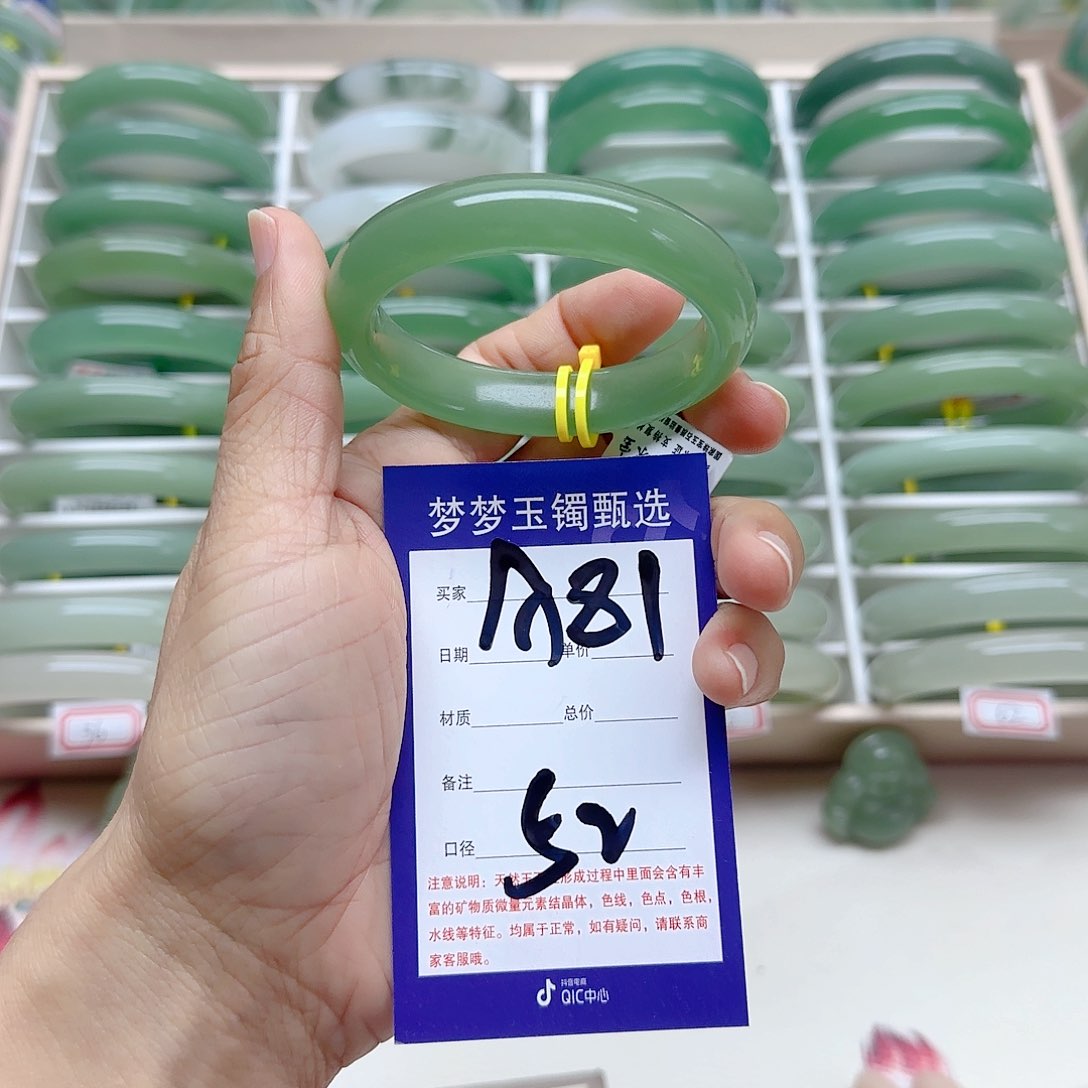 梦梦玉镯甄选
买家
A81
日期 单价
材质 总价
备注
52
口径
注意说明：天然玉石在形成过程中里面会含有丰
富的矿物质微量元素结晶体，色线，色点，色根，
水线等特征。均属于正常，如有疑问，请联系商
家客服哦。
抖音电商
QIC中心